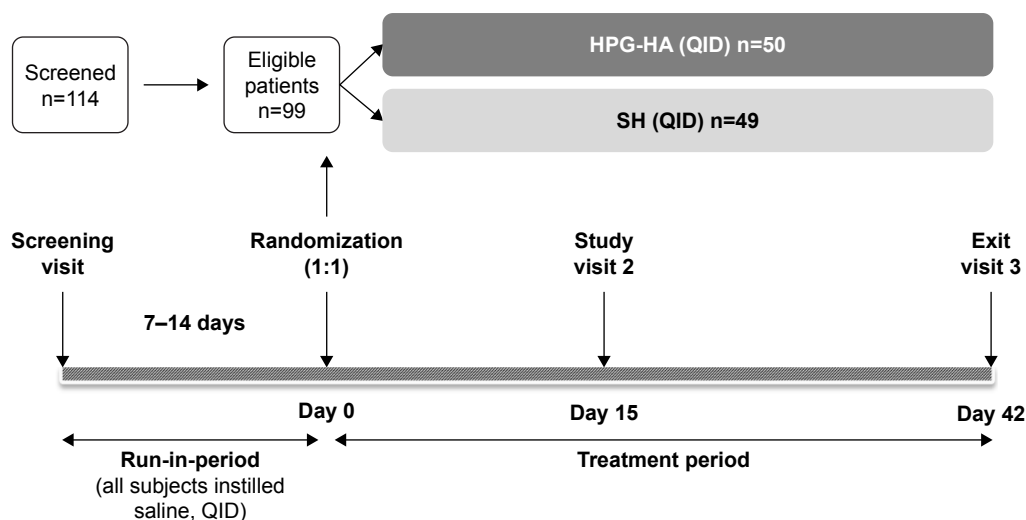 Screened
n=114
Eligible
patients
n=99
HPG-HA (QID) n=50
SH (QID) n=49
Screening
visit
Randomization
(1:1)
Study
visit 2
Exit
visit 3
7–14 days
Day 0
Day 15
Day 42
Run-in-period
(all subjects instilled
saline, QID)
Treatment period